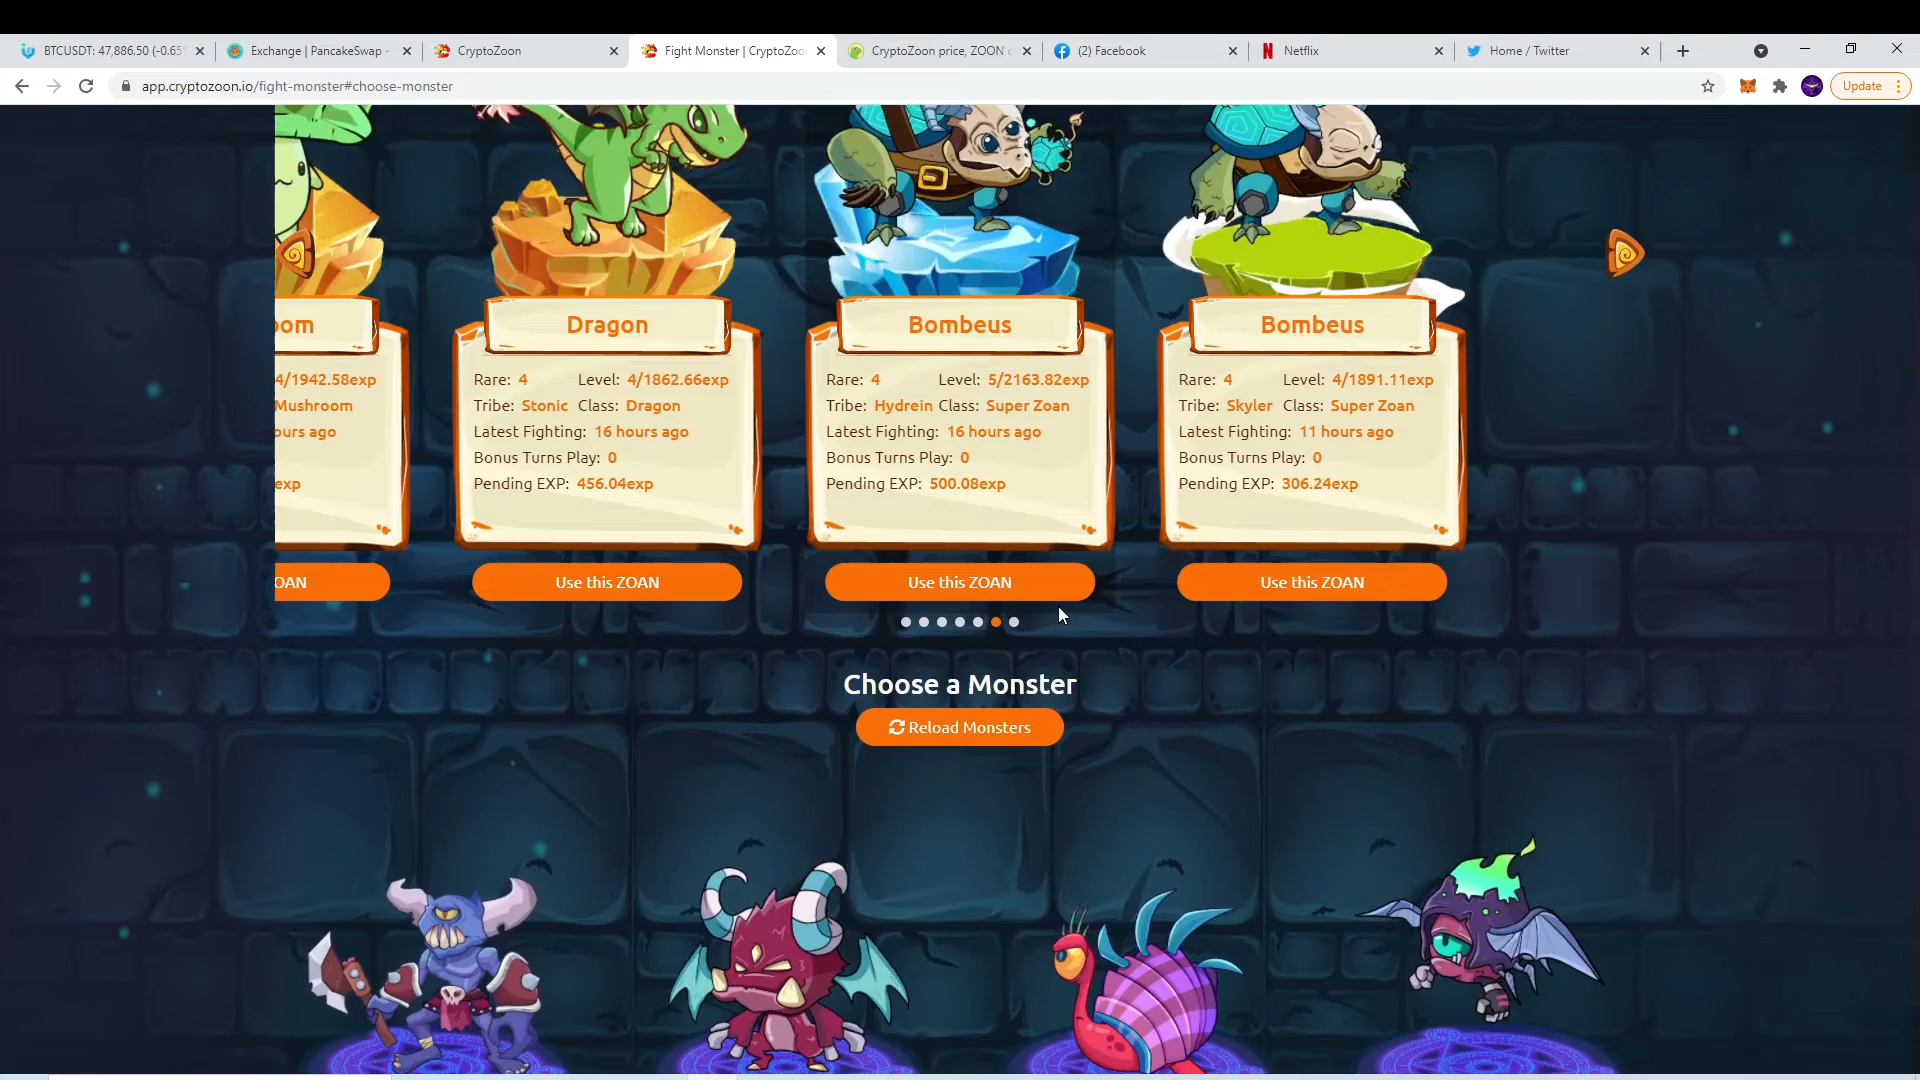 BTCUSDT: 47,886.50 (-0.65%
Exchange | PancakeSwap -
CryptoZoon
Fight Monster | CryptoZoo
CryptoZoon price, ZOON c
(2) Facebook
Netflix
Home / Twitter
app.cryptozoon.io/fight-monster#choose-monster
Update
oom
4/1942.58exp
Mushroom
ours ago
exp
OAN
Dragon
Rare: 4 Level: 4/1862.66exp
Tribe: Stonic Class: Dragon
Latest Fighting: 16 hours ago
Bonus Turns Play: 0
Pending EXP: 456.04exp
Use this ZOAN
Bombeus
Rare: 4 Level: 5/2163.82exp
Tribe: Hydrein Class: Super Zoan
Latest Fighting: 16 hours ago
Bonus Turns Play: 0
Pending EXP: 500.08exp
Use this ZOAN
Bombeus
Rare: 4 Level: 4/1891.11exp
Tribe: Skyler Class: Super Zoan
Latest Fighting: 11 hours ago
Bonus Turns Play: 0
Pending EXP: 306.24exp
Use this ZOAN
Choose a Monster
Reload Monsters